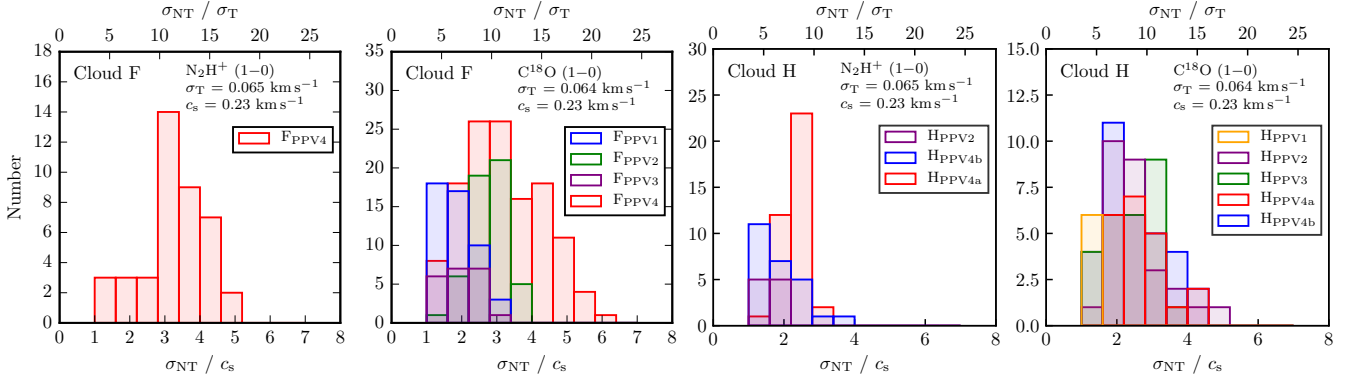 σNT / σT
0 5 10 15 20 25
18
16
14
12
10
8
6
4
2
0
Number
Cloud F
N₂H⁺ (1−0)
σT = 0.065 km s⁻¹
cs = 0.23 km s⁻¹
FPPV4
0 1 2 3 4 5 6 7 8
σNT / cs
σNT / σT
0 5 10 15 20 25
35
30
25
20
15
10
5
0
Cloud F
C¹⁸O (1−0)
σT = 0.064 km s⁻¹
cs = 0.23 km s⁻¹
FPPV1
FPPV2
FPPV3
FPPV4
0 1 2 3 4 5 6 7 8
σNT / cs
σNT / σT
0 5 10 15 20 25
30
25
20
15
10
5
0
Cloud H
N₂H⁺ (1−0)
σT = 0.065 km s⁻¹
cs = 0.23 km s⁻¹
HPPV2
HPPV4b
HPPV4a
0 2 4 6 8
σNT / cs
σNT / σT
0 5 10 15 20 25
15.0
12.5
10.0
7.5
5.0
2.5
0.0
Cloud H
C¹⁸O (1−0)
σT = 0.064 km s⁻¹
cs = 0.23 km s⁻¹
HPPV1
HPPV2
HPPV3
HPPV4a
HPPV4b
0 2 4 6 8
σNT / cs